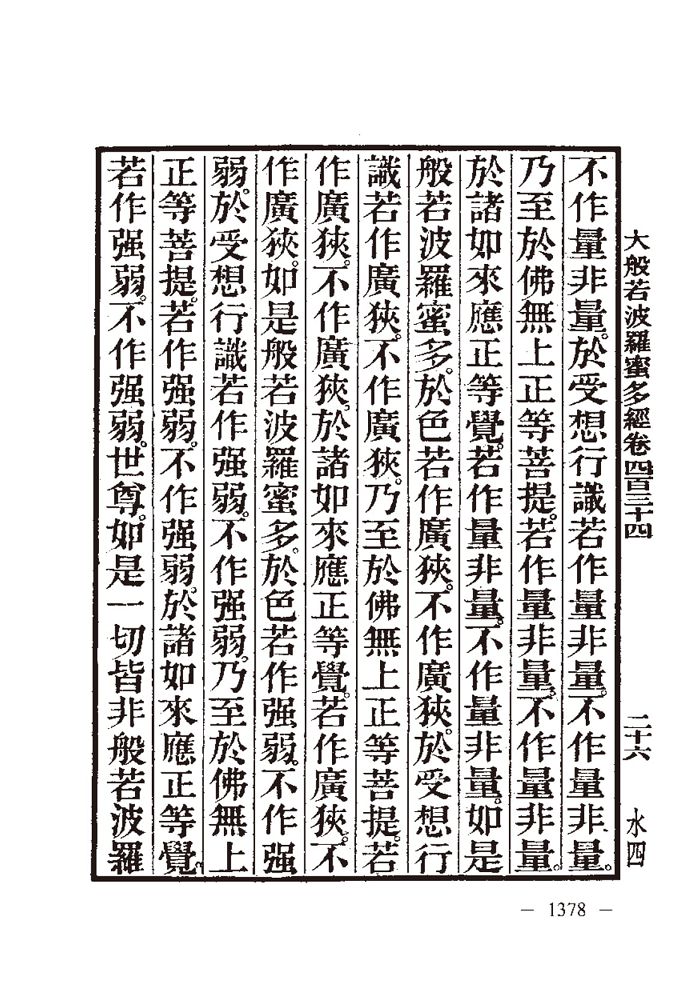 大般若波羅蜜多經卷四百三十四 二十六 水四
不作量非量。於受想行識若作量非量。不作量非量。
乃至於佛無上正等菩提。若作量非量。不作量非量。
於諸如來應正等覺。若作量非量。不作量非量。如是
般若波羅蜜多。於色若作廣狹。不作廣狹。於受想行
識若作廣狹。不作廣狹。乃至於佛無上正等菩提。若
作廣狹。不作廣狹。於諸如來應正等覺。若作廣狹。不
作廣狹。如是般若波羅蜜多。於色若作强弱。不作强
弱。於受想行識若作强弱。不作强弱。乃至於佛無上
正等菩提。若作强弱。不作强弱。於諸如來應正等覺。
若作强弱。不作强弱。世尊。如是一切皆非般若波羅
— 1378 —